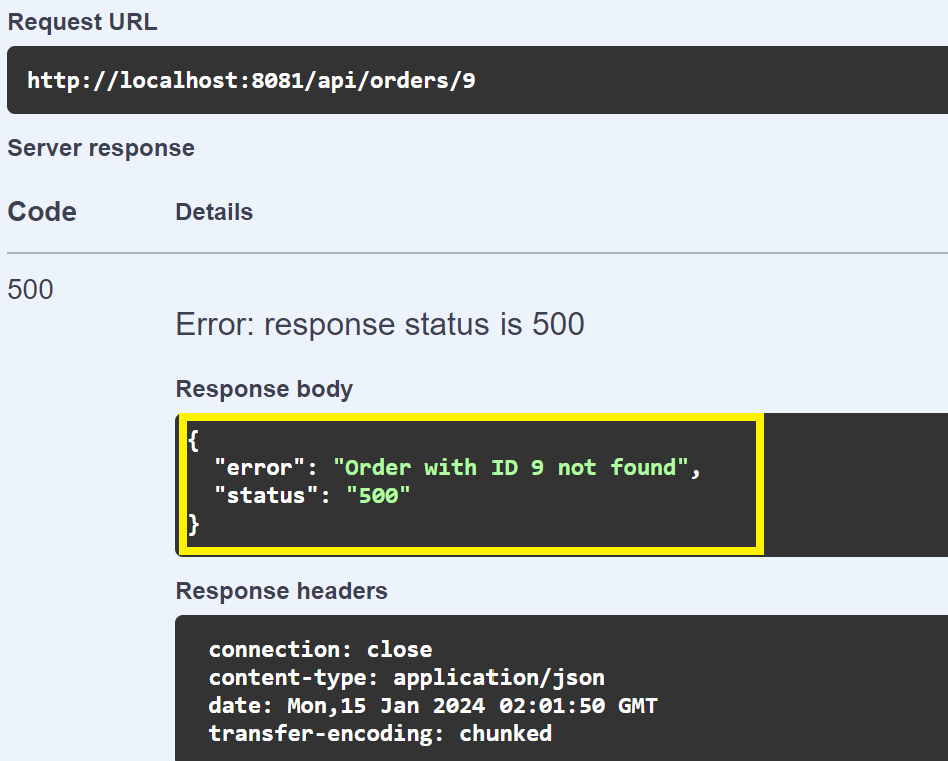 Request URL
http://localhost:8081/api/orders/9
Server response
Code Details
500
Error: response status is 500
Response body
{
  "error": "Order with ID 9 not found",
  "status": "500"
}
Response headers
connection: close
content-type: application/json
date: Mon,15 Jan 2024 02:01:50 GMT
transfer-encoding: chunked